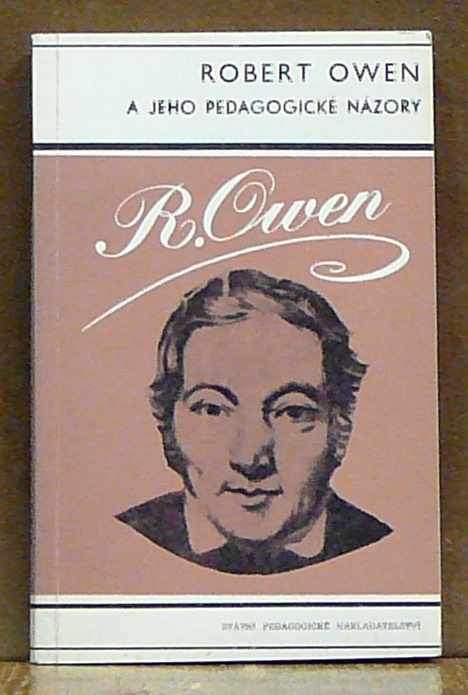 ROBERT OWEN
A JEHO PEDAGOGICKÉ NÁZORY
R. Owen
STÁTNÍ PEDAGOGICKÉ NAKLADATELSTVÍ